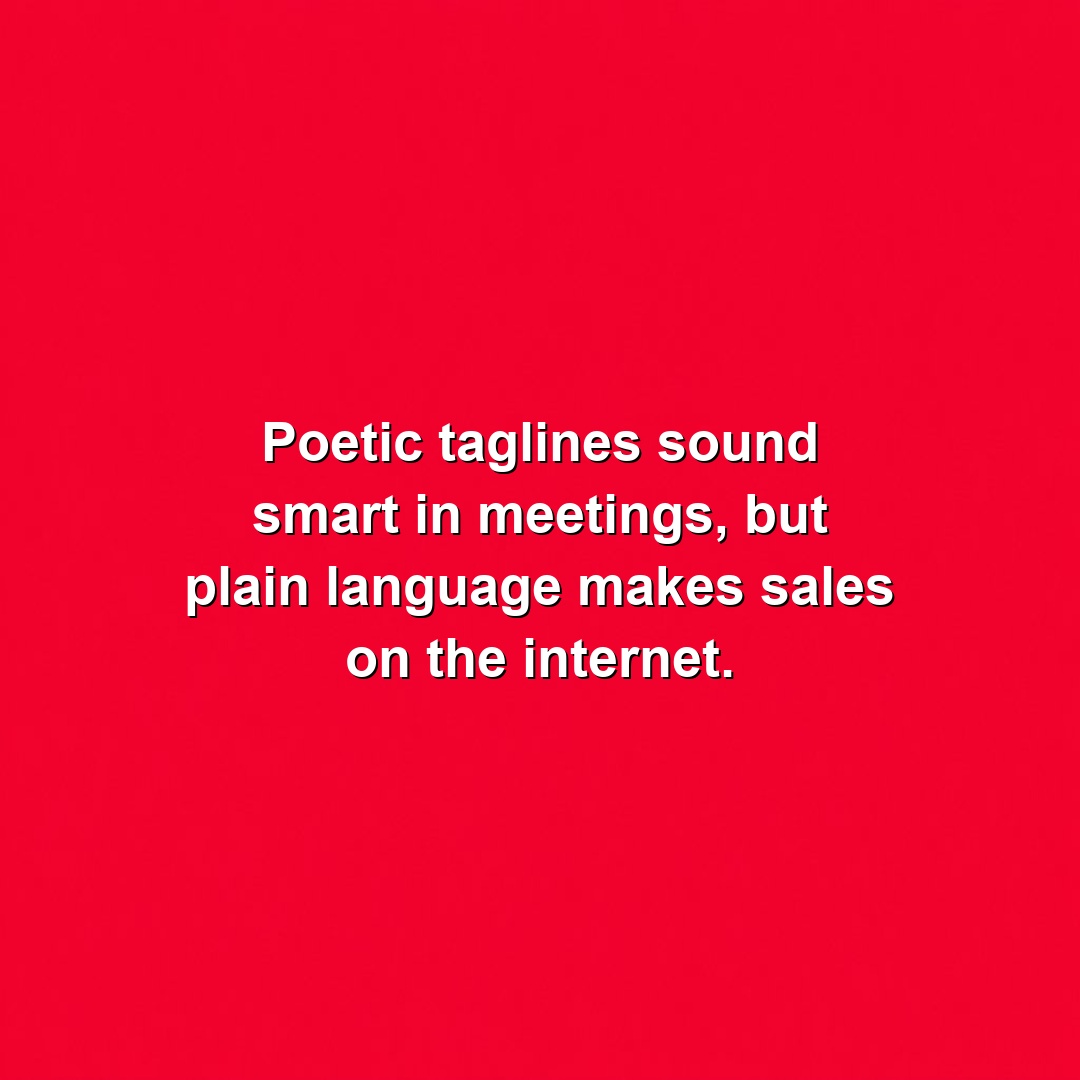 Poetic taglines sound
smart in meetings, but
plain language makes sales
on the internet.